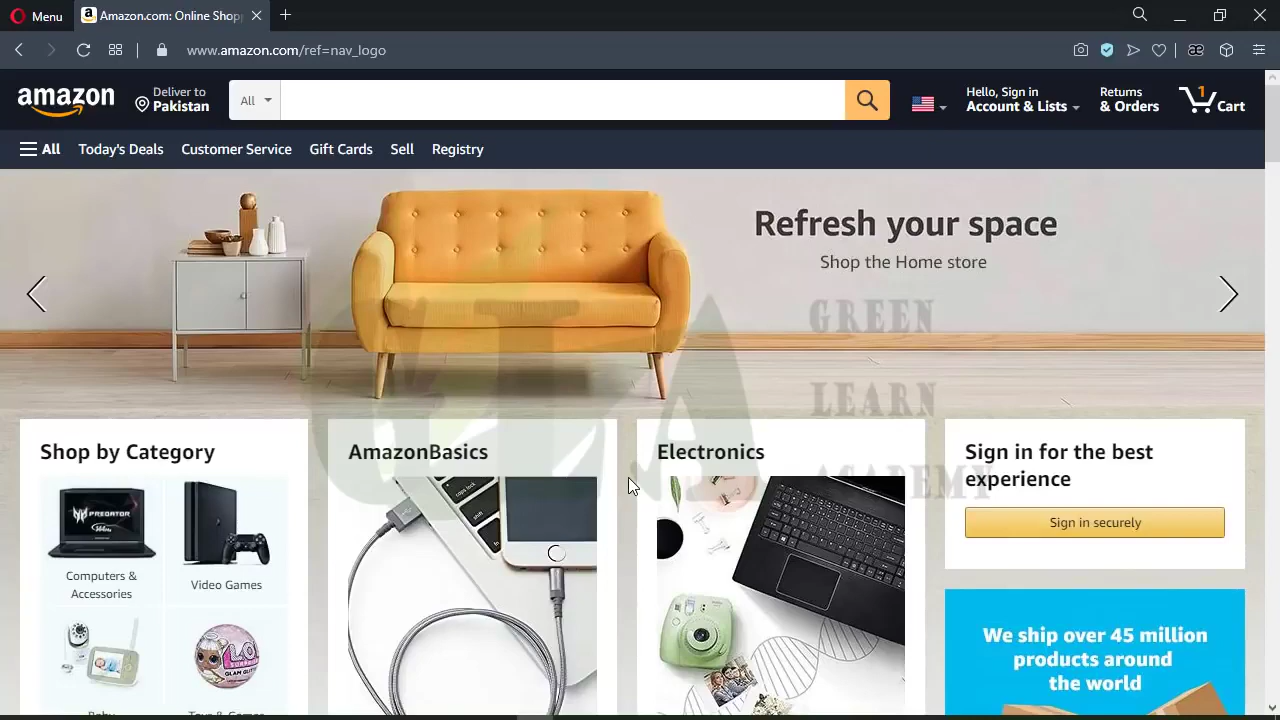 Menu
Amazon.com: Online Shop
www.amazon.com/ref=nav_logo
amazon
Deliver to
Pakistan
All
Hello, Sign in
Account & Lists
Returns
& Orders
1
Cart
All
Today's Deals
Customer Service
Gift Cards
Sell
Registry
Refresh your space
Shop the Home store
GREEN
LEARN
ACADEMY
GLA
Shop by Category
AmazonBasics
Electronics
Sign in for the best
experience
Sign in securely
PREDATOR
caps lock
Computers &
Accessories
Video Games
We ship over 45 million
products around
the world